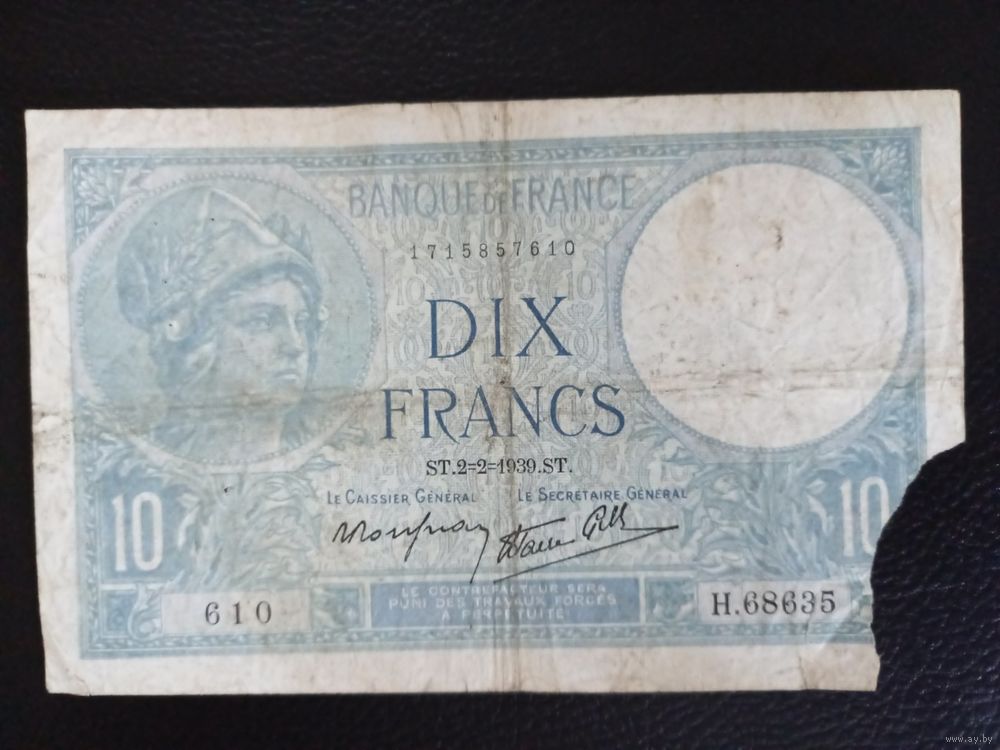 BANQUE DE FRANCE
1715857610
DIX
FRANCS
ST.2=2=1939.ST.
LE CAISSIER GÉNÉRAL LE SECRÉTAIRE GÉNÉRAL
10 10
LE CONTREFACTEUR SERA
PUNI DES TRAVAUX FORCÉS
À PERPÉTUITÉ
610 H.68635
www.ay.by